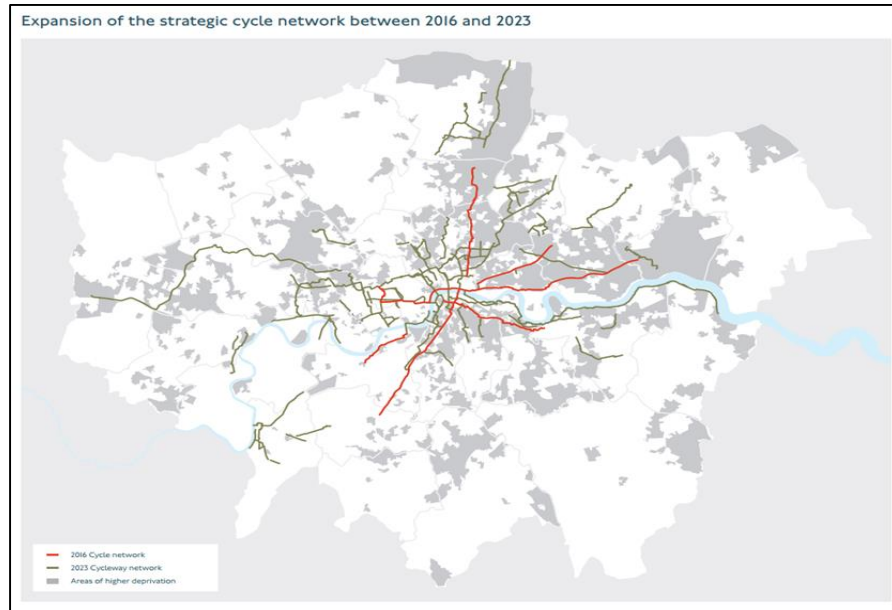 Expansion of the strategic cycle network between 2016 and 2023
2016 Cycle network
2023 Cycleway network
Areas of higher deprivation